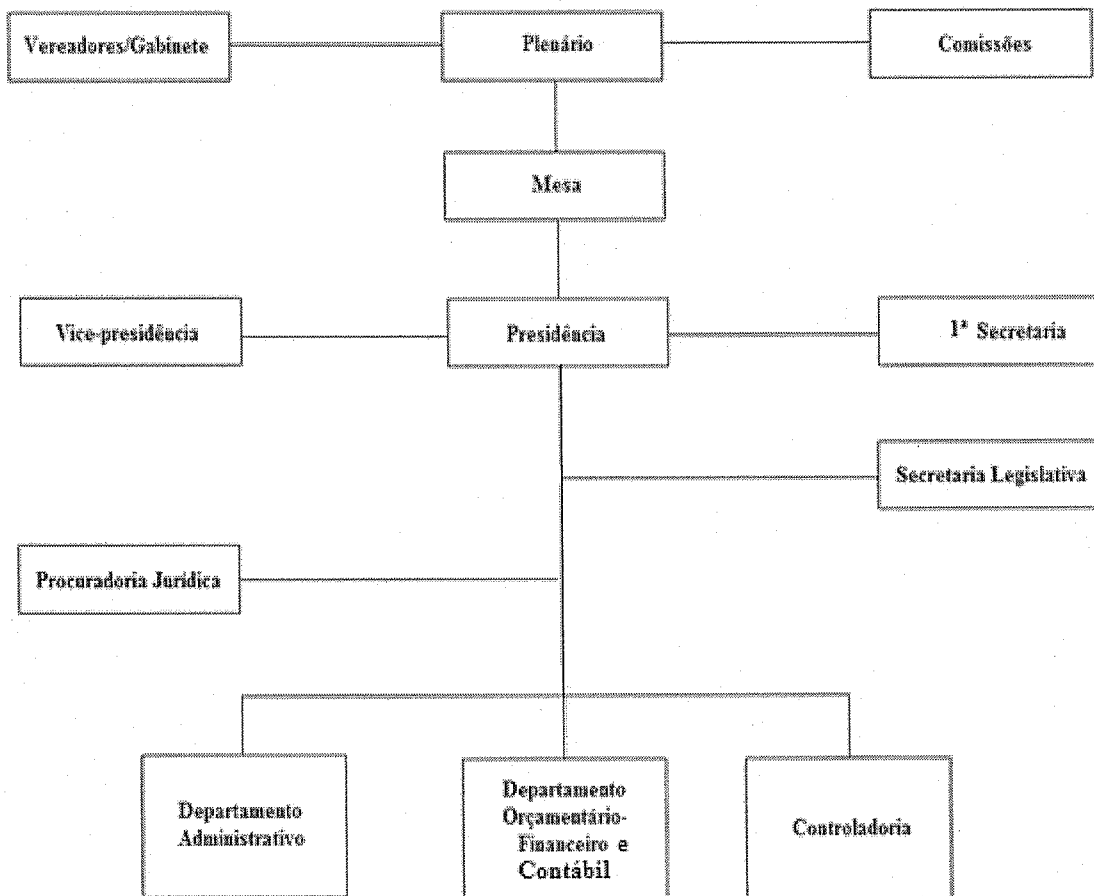 Vereadores/Gabinete
Plenário
Comissões
Mesa
Vice-presidência
Presidência
1ª Secretaria
Secretaria Legislativa
Procuradoria Jurídica
Departamento
Administrativo
Departamento
Orçamentário-
Financeiro e
Contábil
Controladoria